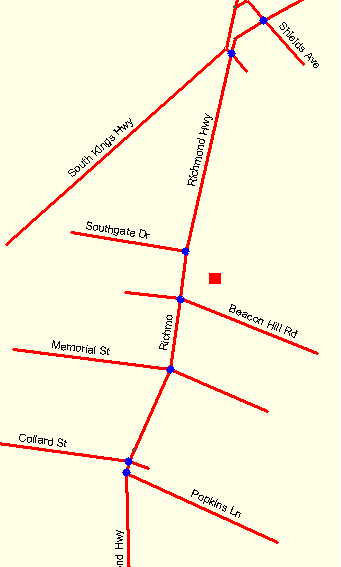 Shields Ave
South Kings Hwy
Richmond Hwy
Southgate Dr
Beacon Hill Rd
Richmo
Memorial St
Collard St
Popkins Ln
ond Hwy